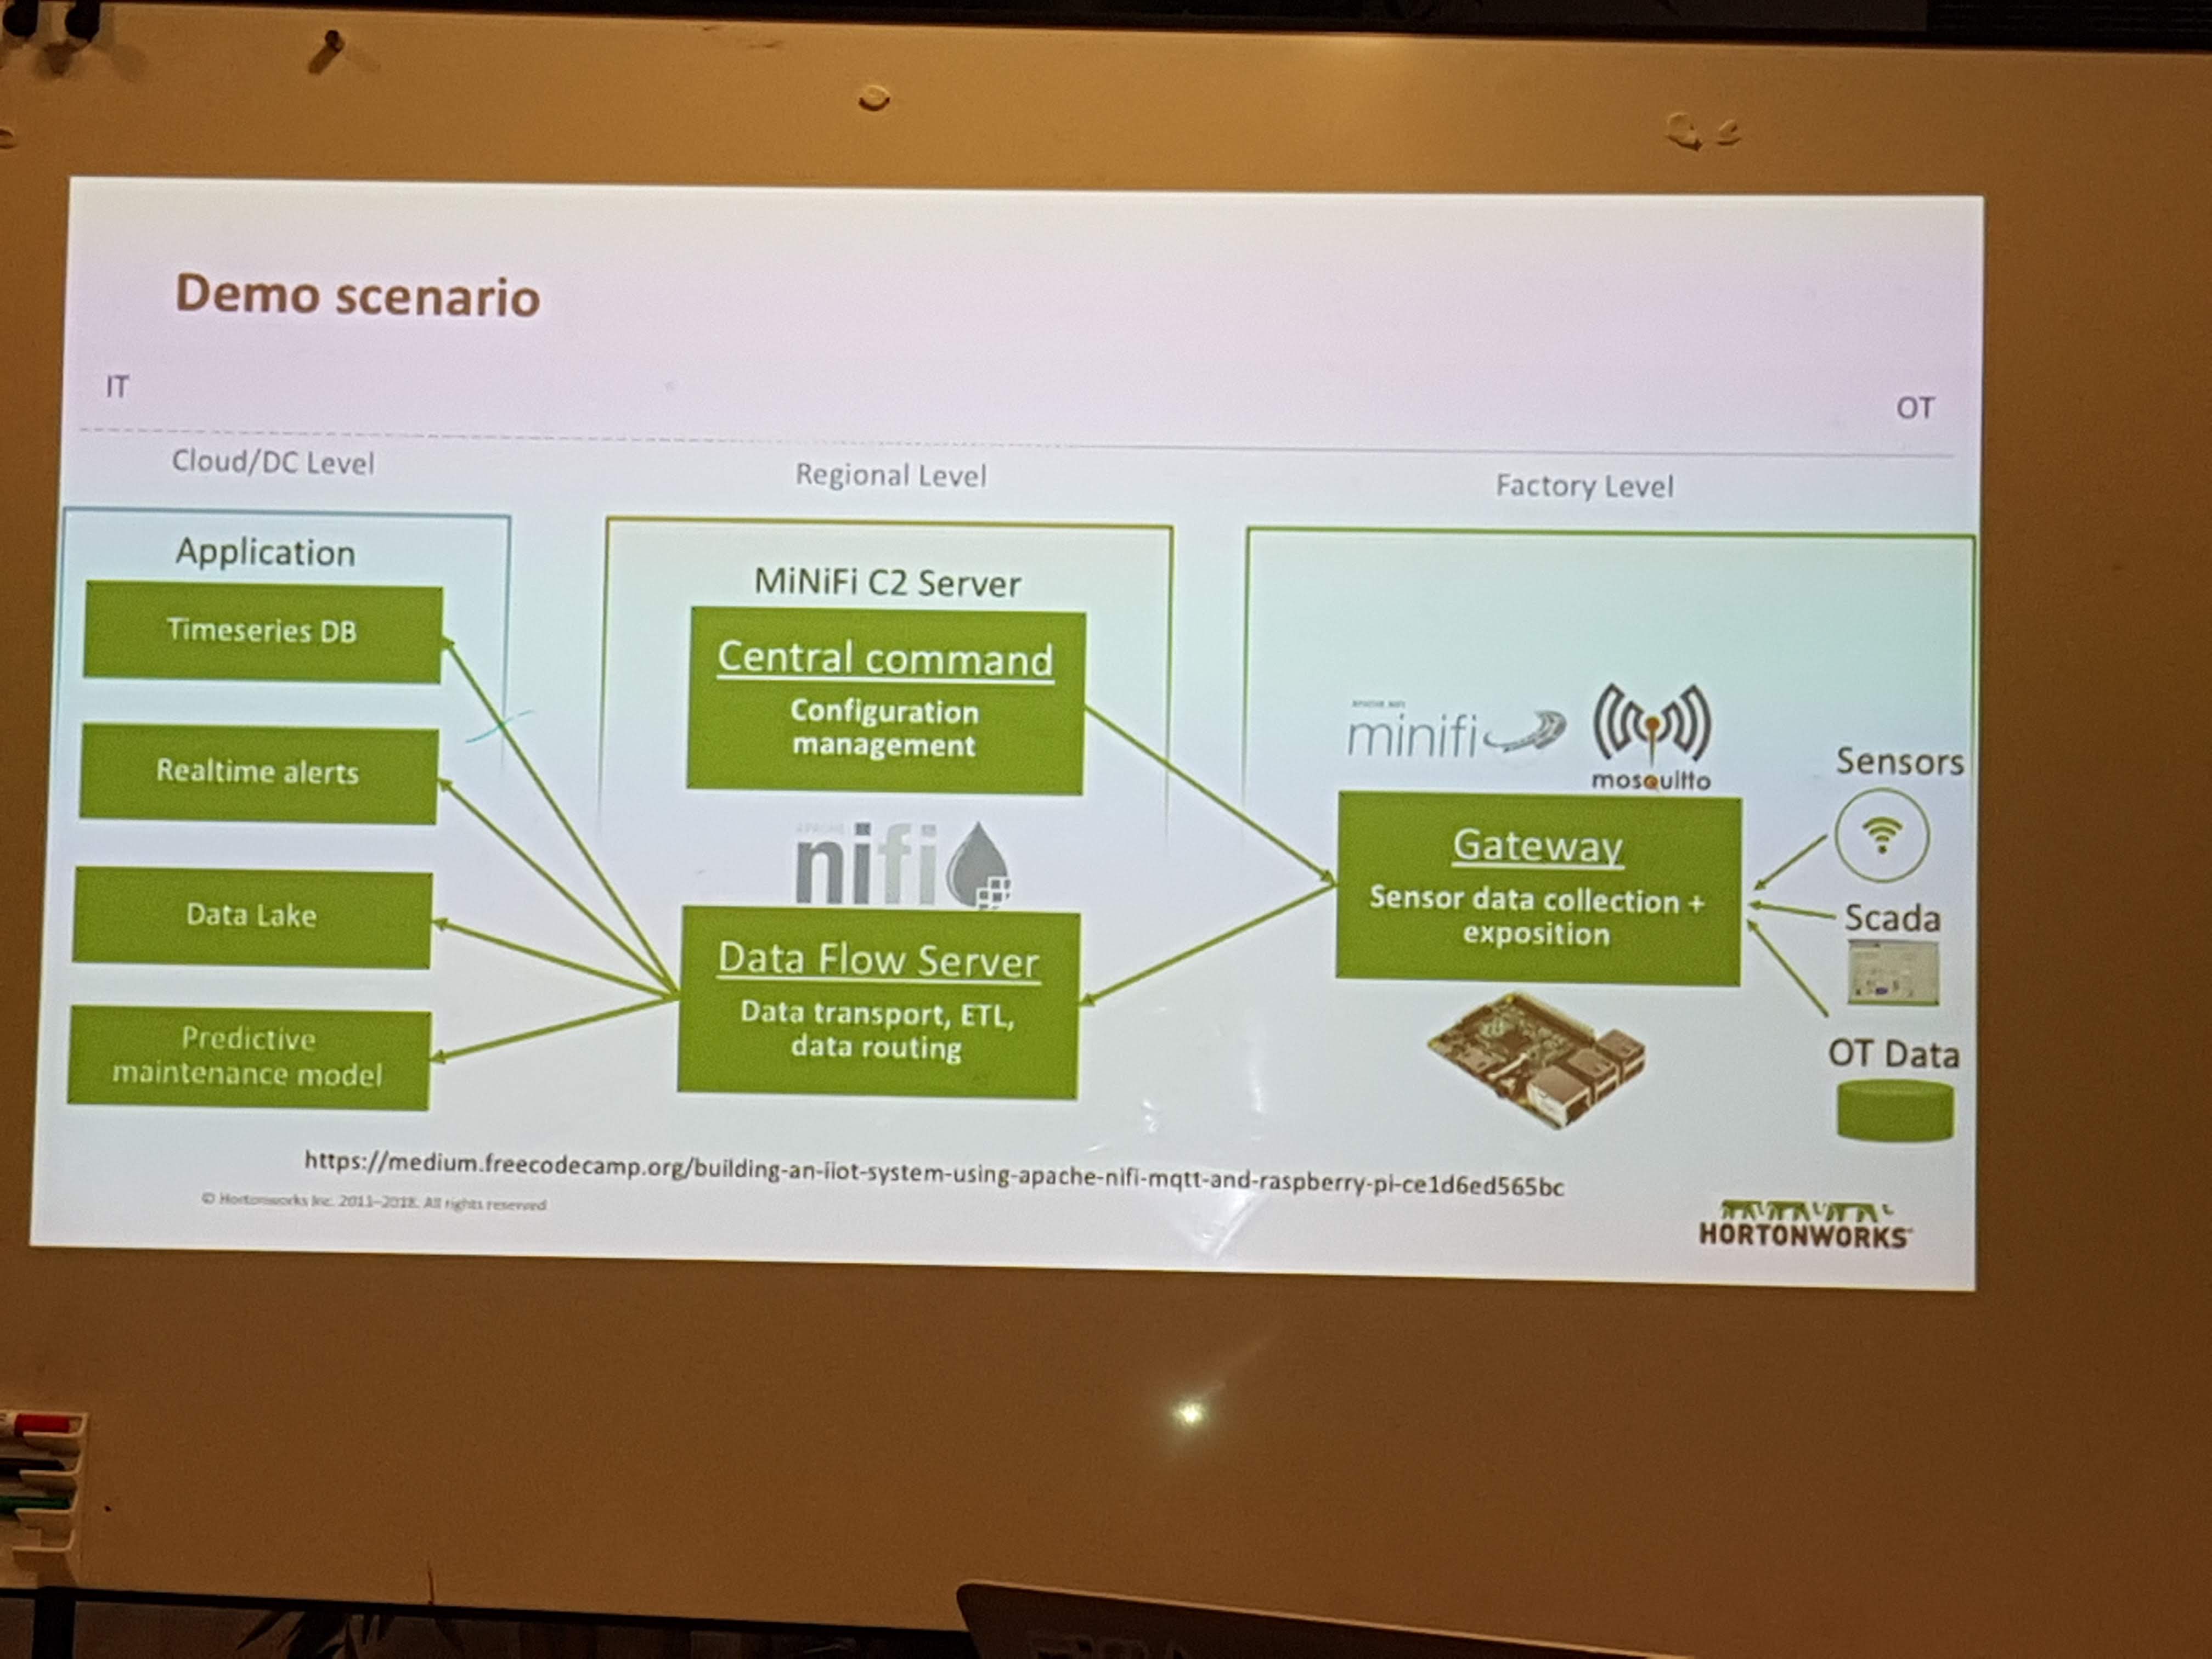 Demo scenario
IT
OT
Cloud/DC Level
Regional Level
Factory Level
Application
Timeseries DB
Realtime alerts
Data Lake
Predictive
maintenance model
MiNiFi C2 Server
Central command
Configuration
management
nifi
Data Flow Server
Data transport, ETL,
data routing
minifi
mosquitto
Gateway
Sensor data collection +
exposition
Sensors
Scada
OT Data
https://medium.freecodecamp.org/building-an-iiot-system-using-apache-nifi-mqtt-and-raspberry-pi-ce1d6ed565bc
© Hortonworks Inc. 2011–2018. All rights reserved
HORTONWORKS